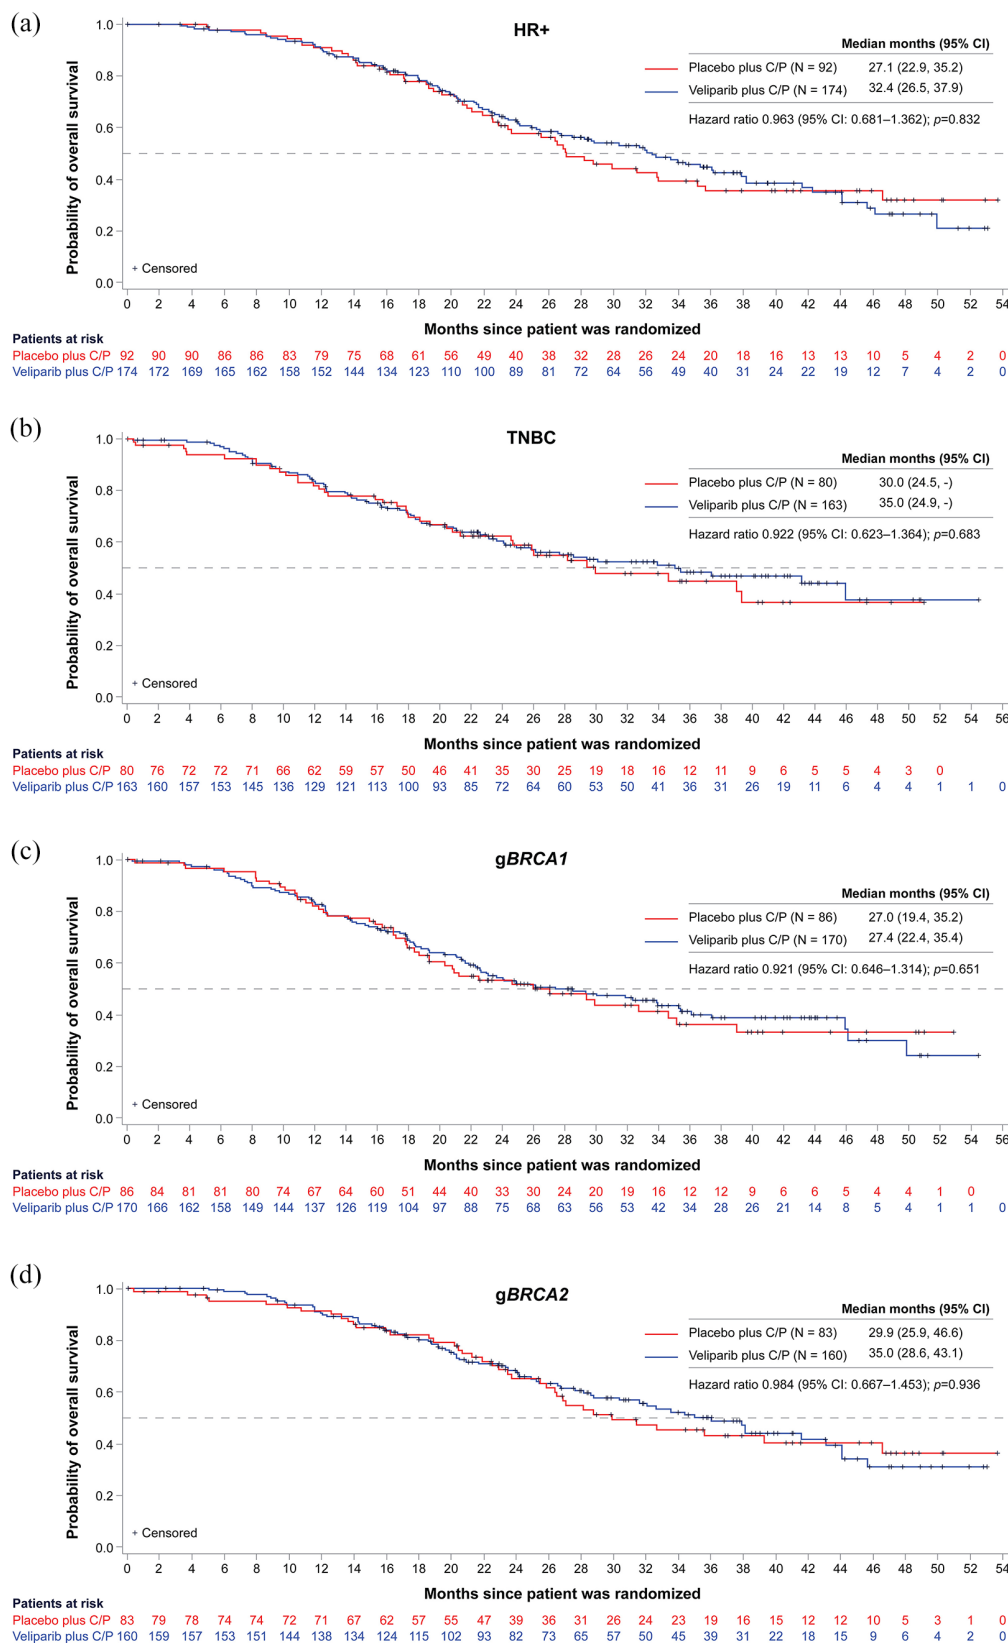 (a)
HR+
Median months (95% CI)
Placebo plus C/P (N = 92) 27.1 (22.9, 35.2)
Veliparib plus C/P (N = 174) 32.4 (26.5, 37.9)
Hazard ratio 0.963 (95% CI: 0.681–1.362); p=0.832
Probability of overall survival
1.0
0.8
0.6
0.4
0.2
0.0
+ Censored
0 2 4 6 8 10 12 14 16 18 20 22 24 26 28 30 32 34 36 38 40 42 44 46 48 50 52 54
Months since patient was randomized
Patients at risk
Placebo plus C/P 92 90 90 86 86 83 79 75 68 61 56 49 40 38 32 28 26 24 20 18 16 13 13 10 5 4 2 0
Veliparib plus C/P 174 172 169 165 162 158 152 144 134 123 110 100 89 81 72 64 56 49 40 31 24 22 19 12 7 4 2 0
(b)
TNBC
Median months (95% CI)
Placebo plus C/P (N = 80) 30.0 (24.5, -)
Veliparib plus C/P (N = 163) 35.0 (24.9, -)
Hazard ratio 0.922 (95% CI: 0.623–1.364); p=0.683
Probability of overall survival
1.0
0.8
0.6
0.4
0.2
0.0
+ Censored
0 2 4 6 8 10 12 14 16 18 20 22 24 26 28 30 32 34 36 38 40 42 44 46 48 50 52 54 56
Months since patient was randomized
Patients at risk
Placebo plus C/P 80 76 72 72 71 66 62 59 57 50 46 41 35 30 25 19 18 16 12 11 9 6 5 5 4 3 0
Veliparib plus C/P 163 160 157 153 145 136 129 121 113 100 93 85 72 64 60 53 50 41 36 31 26 19 11 6 4 4 1 1 0
(c)
gBRCA1
Median months (95% CI)
Placebo plus C/P (N = 86) 27.0 (19.4, 35.2)
Veliparib plus C/P (N = 170) 27.4 (22.4, 35.4)
Hazard ratio 0.921 (95% CI: 0.646–1.314); p=0.651
Probability of overall survival
1.0
0.8
0.6
0.4
0.2
0.0
+ Censored
0 2 4 6 8 10 12 14 16 18 20 22 24 26 28 30 32 34 36 38 40 42 44 46 48 50 52 54 56
Months since patient was randomized
Patients at risk
Placebo plus C/P 86 84 81 81 80 74 67 64 60 51 44 40 33 30 24 20 19 16 12 12 9 6 6 5 4 4 1 0
Veliparib plus C/P 170 166 162 158 149 144 137 126 119 104 97 88 75 68 63 56 53 42 34 28 26 21 14 8 5 4 1 1 0
(d)
gBRCA2
Median months (95% CI)
Placebo plus C/P (N = 83) 29.9 (25.9, 46.6)
Veliparib plus C/P (N = 160) 35.0 (28.6, 43.1)
Hazard ratio 0.984 (95% CI: 0.667–1.453); p=0.936
Probability of overall survival
1.0
0.8
0.6
0.4
0.2
0.0
+ Censored
0 2 4 6 8 10 12 14 16 18 20 22 24 26 28 30 32 34 36 38 40 42 44 46 48 50 52 54
Months since patient was randomized
Patients at risk
Placebo plus C/P 83 79 78 74 74 72 71 67 62 57 55 47 39 36 31 26 24 23 19 16 15 12 12 10 5 3 1 0
Veliparib plus C/P 160 159 157 153 151 144 138 134 124 115 102 93 82 73 65 57 50 45 39 31 22 18 15 9 6 4 2 0